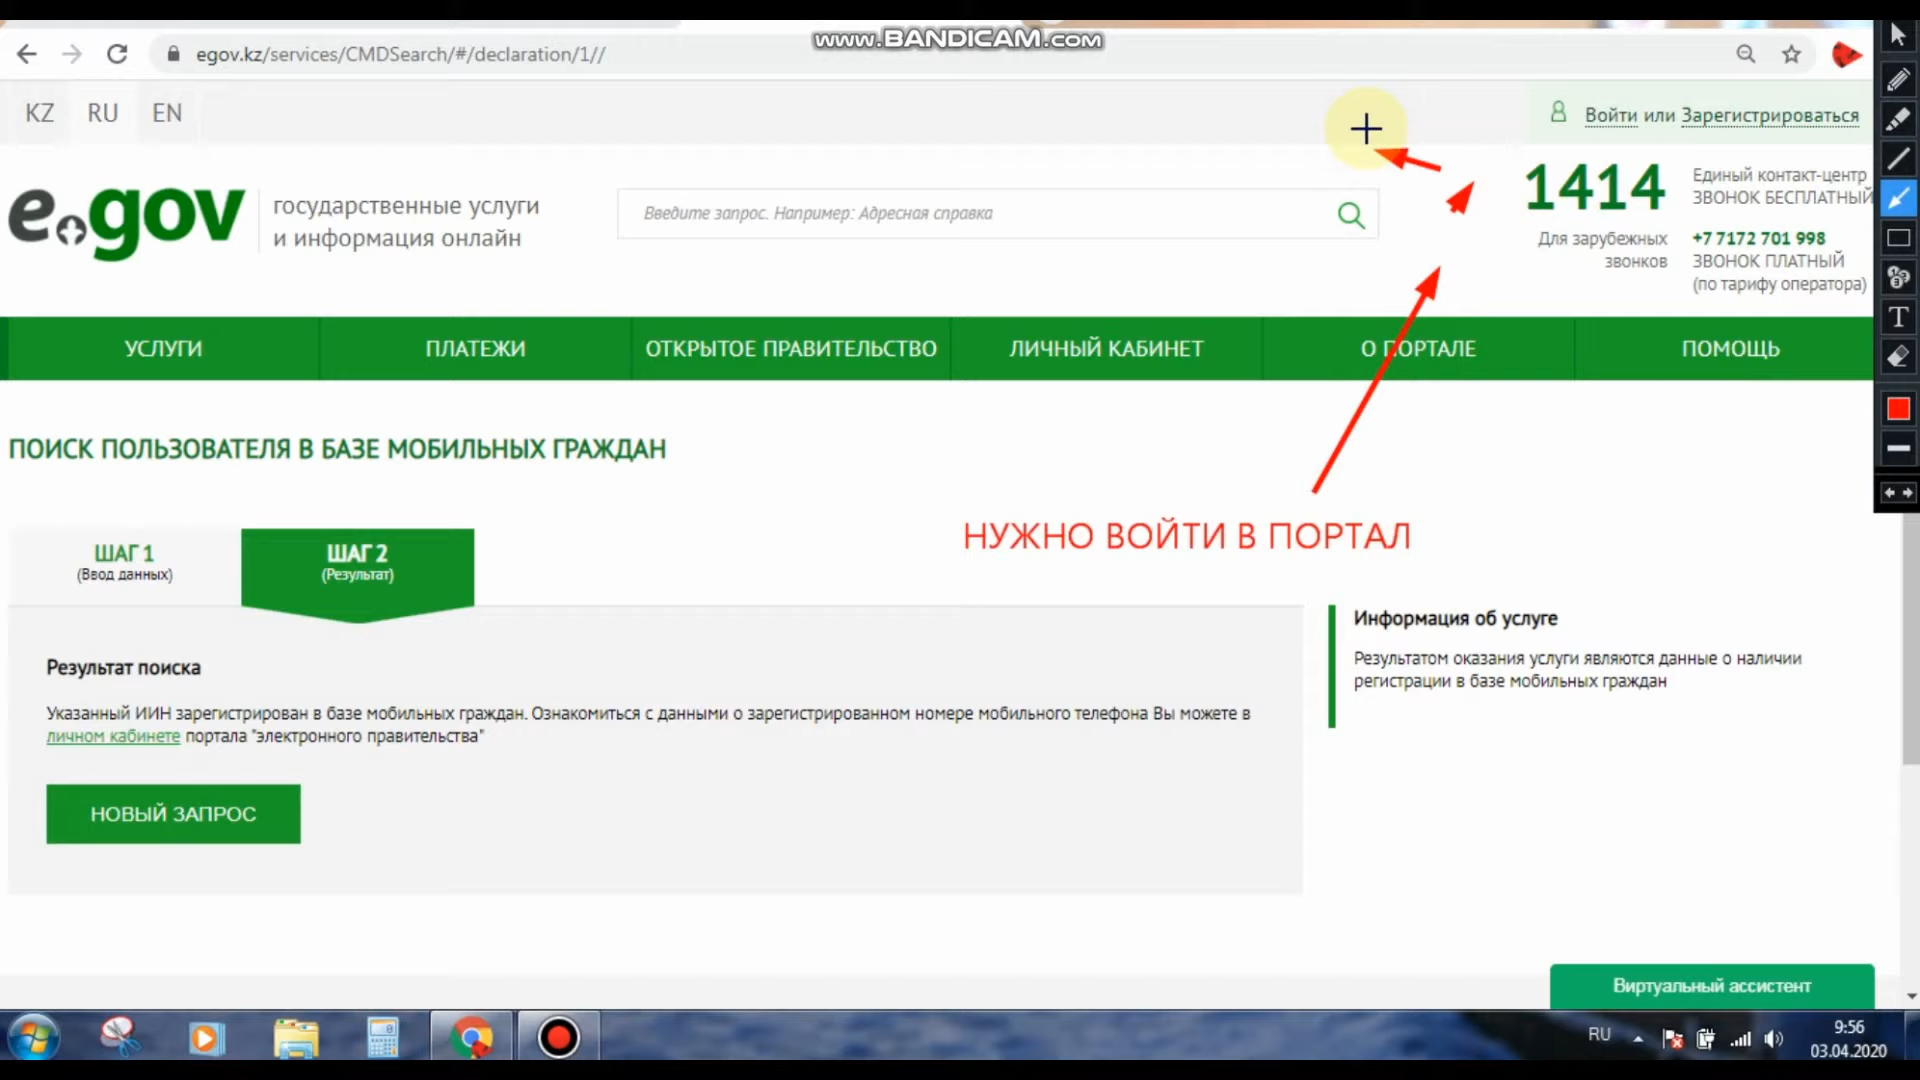 www.BANDICAM.com
egov.kz/services/CMDSearch/#/declaration/1//
KZ RU EN
Войти или Зарегистрироваться
e.gov
государственные услуги
и информация онлайн
Введите запрос. Например: Адресная справка
1414
Единый контакт-центр
ЗВОНОК БЕСПЛАТНЫЙ
Для зарубежных
звонков
+7 7172 701 998
ЗВОНОК ПЛАТНЫЙ
(по тарифу оператора)
УСЛУГИ ПЛАТЕЖИ ОТКРЫТОЕ ПРАВИТЕЛЬСТВО ЛИЧНЫЙ КАБИНЕТ О ПОРТАЛЕ ПОМОЩЬ
ПОИСК ПОЛЬЗОВАТЕЛЯ В БАЗЕ МОБИЛЬНЫХ ГРАЖДАН
НУЖНО ВОЙТИ В ПОРТАЛ
ШАГ 1
(Ввод данных)
ШАГ 2
(Результат)
Результат поиска
Указанный ИИН зарегистрирован в базе мобильных граждан. Ознакомиться с данными о зарегистрированном номере мобильного телефона Вы можете в
личном кабинете портала "электронного правительства"
НОВЫЙ ЗАПРОС
Информация об услуге
Результатом оказания услуги являются данные о наличии
регистрации в базе мобильных граждан
Виртуальный ассистент
RU
9:56
03.04.2020